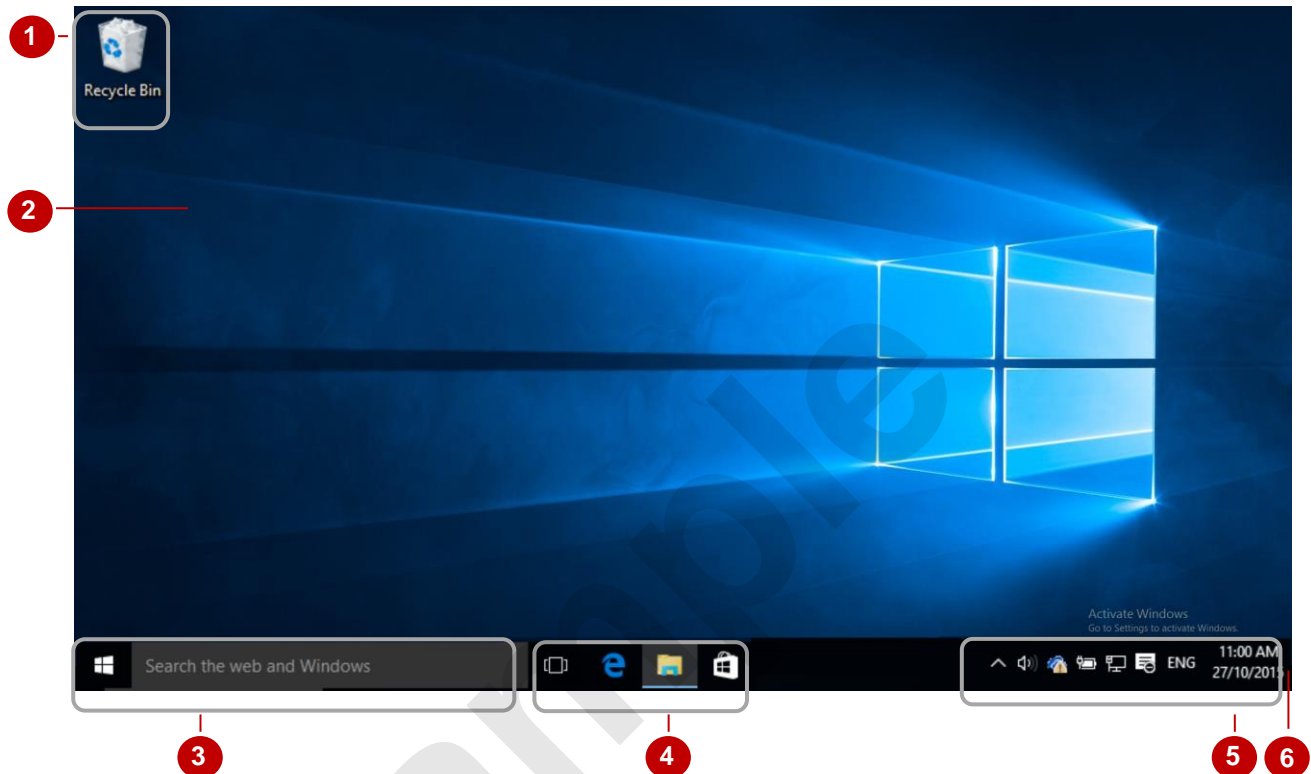 1
Recycle Bin
2
Activate Windows
Go to Settings to activate Windows.
Search the web and Windows
ENG
11:00 AM
27/10/2015
3
4
5
6
ample